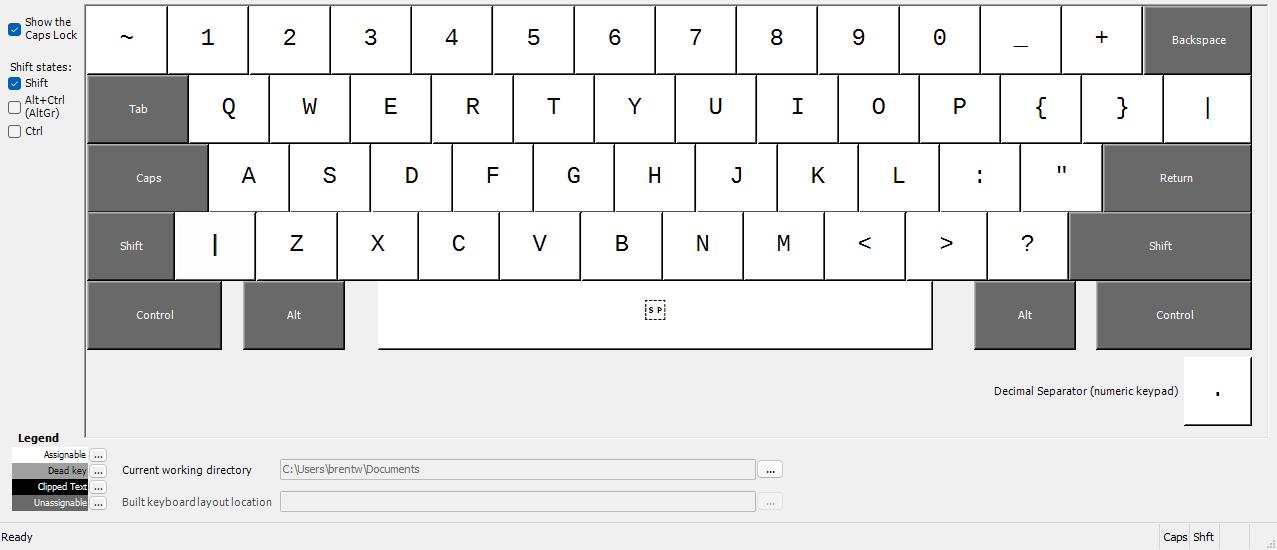 Show the
Caps Lock
Shift states:
Shift
Alt+Ctrl
(AltGr)
Ctrl
~ 1 2 3 4 5 6 7 8 9 0 _ + Backspace
Tab Q W E R T Y U I O P { } |
Caps A S D F G H J K L : " Return
Shift | Z X C V B N M < > ? Shift
Control Alt SP Alt Control
Decimal Separator (numeric keypad) .
Legend
Assignable ...
Dead key ...
Clipped Text ...
Unassignable ...
Current working directory C:\Users\brentw\Documents ...
Built keyboard layout location ...
Ready Caps Shft